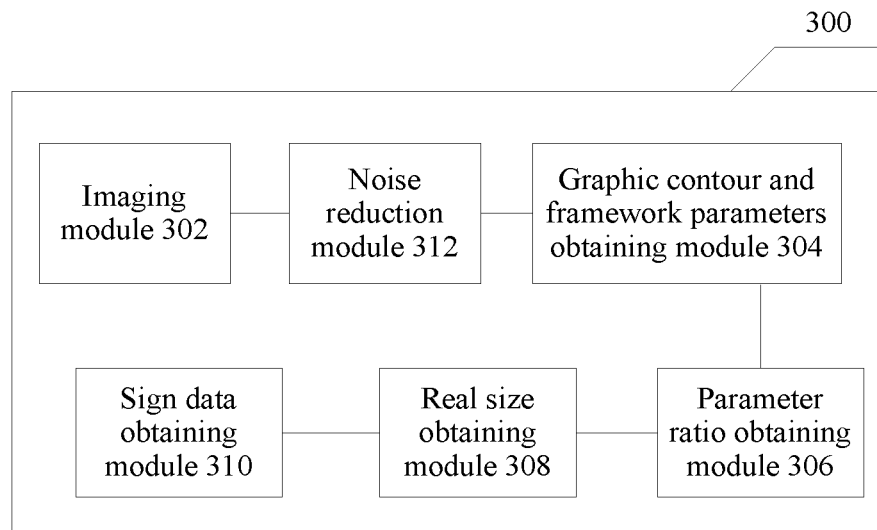 300
Imaging
module 302
Noise
reduction
module 312
Graphic contour and
framework parameters
obtaining module 304
Sign data
obtaining
module 310
Real size
obtaining
module 308
Parameter
ratio obtaining
module 306